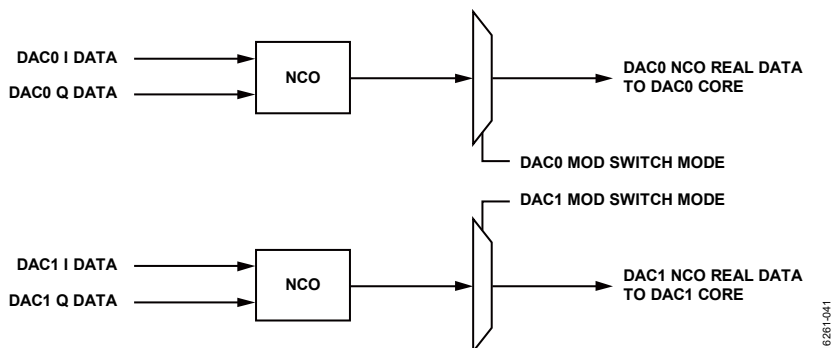 DAC0 I DATA
DAC0 Q DATA
NCO
DAC0 NCO REAL DATA
TO DAC0 CORE
DAC0 MOD SWITCH MODE
DAC1 MOD SWITCH MODE
DAC1 I DATA
DAC1 Q DATA
NCO
DAC1 NCO REAL DATA
TO DAC1 CORE
6261-041